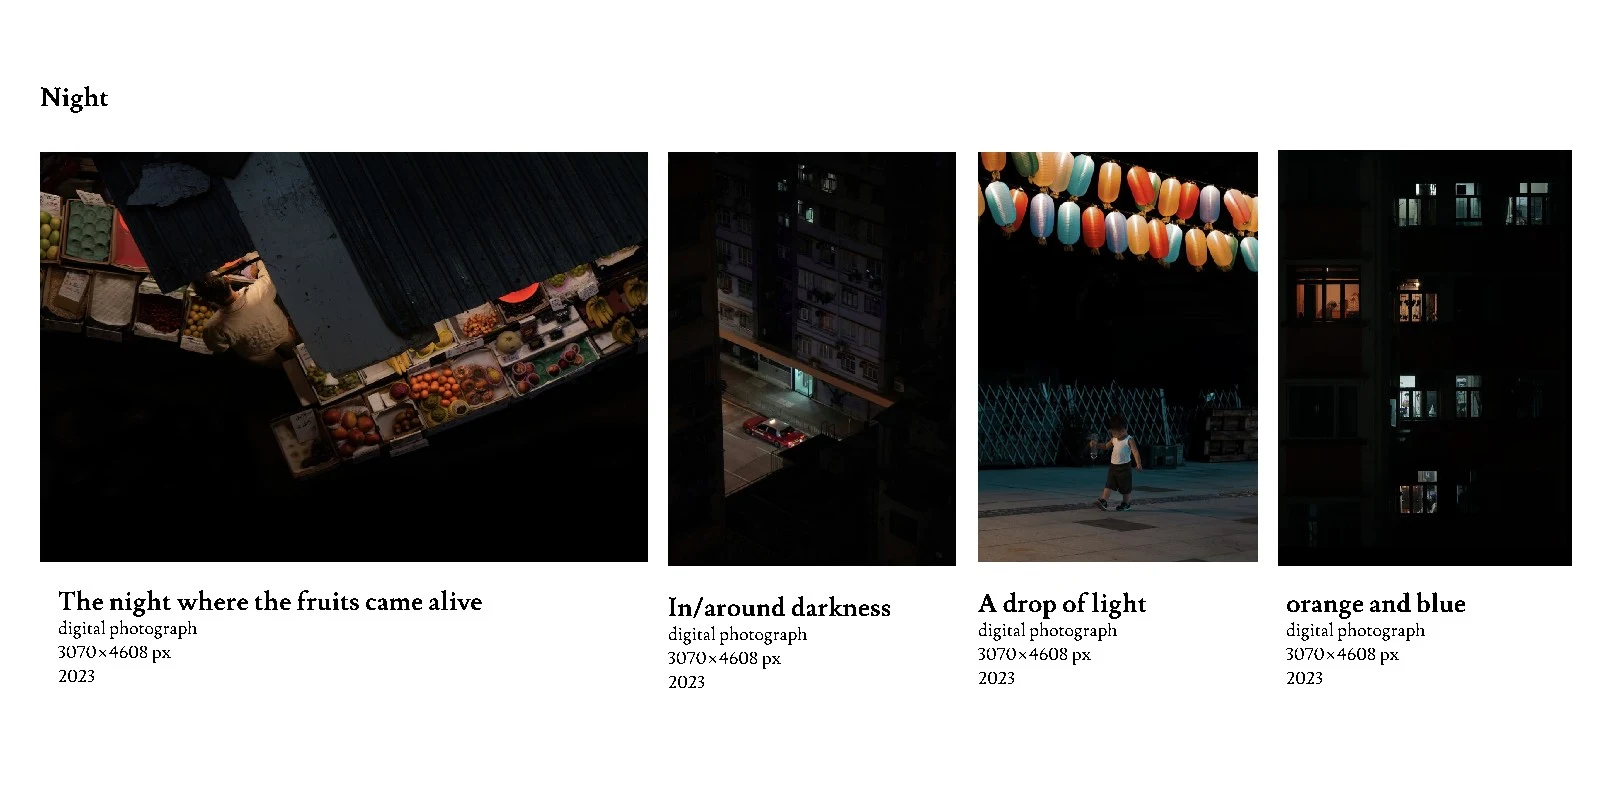 Night
The night where the fruits came alive
digital photograph
3070×4608 px
2023
In/around darkness
digital photograph
3070×4608 px
2023
A drop of light
digital photograph
3070×4608 px
2023
orange and blue
digital photograph
3070×4608 px
2023